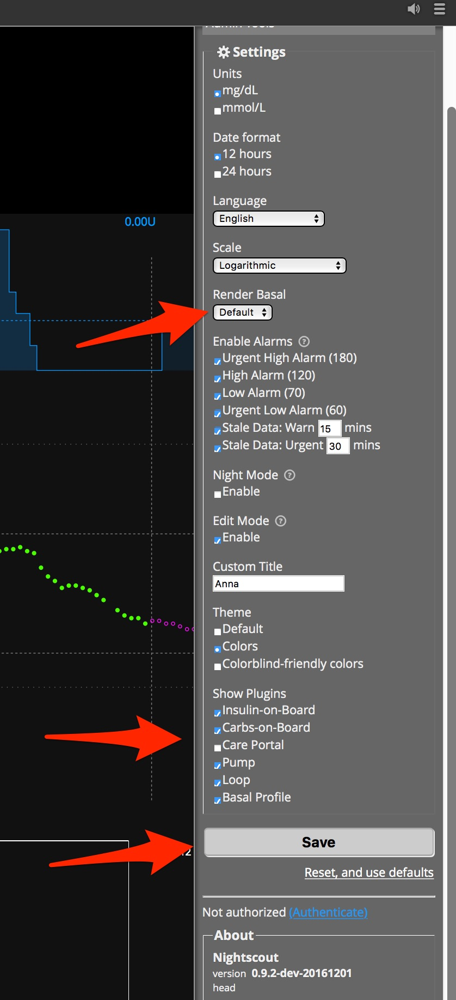 Admin Tools
Settings
Units
mg/dL
mmol/L
Date format
12 hours
24 hours
0.00U
Language
English
Scale
Logarithmic
Render Basal
Default
Enable Alarms ?
Urgent High Alarm (180)
High Alarm (120)
Low Alarm (70)
Urgent Low Alarm (60)
Stale Data: Warn 15 mins
Stale Data: Urgent 30 mins
Night Mode ?
Enable
Edit Mode ?
Enable
Custom Title
Anna
Theme
Default
Colors
Colorblind-friendly colors
Show Plugins
Insulin-on-Board
Carbs-on-Board
Care Portal
Pump
Loop
Basal Profile
Save
Reset, and use defaults
Not authorized (Authenticate)
About
Nightscout
version 0.9.2-dev-20161201
head